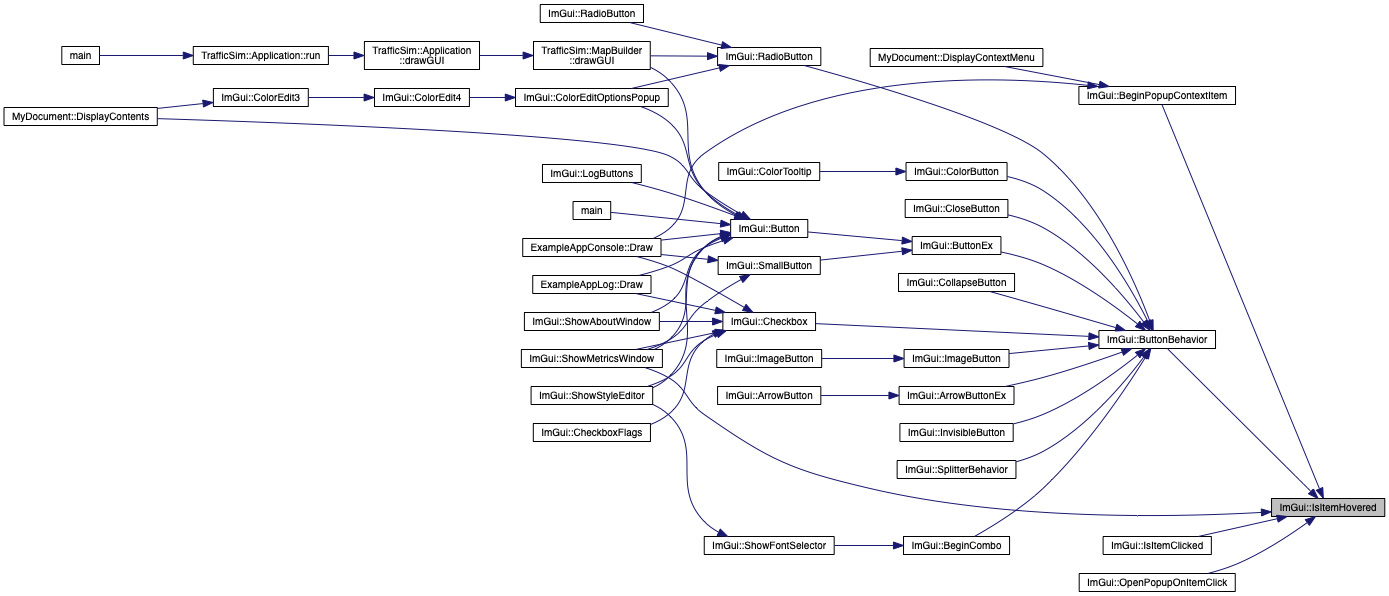 ImGui::RadioButton
main
TrafficSim::Application::run
TrafficSim::Application
::drawGUI
TrafficSim::MapBuilder
::drawGUI
ImGui::RadioButton
MyDocument::DisplayContextMenu
MyDocument::DisplayContents
ImGui::ColorEdit3
ImGui::ColorEdit4
ImGui::ColorEditOptionsPopup
ImGui::BeginPopupContextItem
ImGui::LogButtons
ImGui::ColorTooltip
ImGui::ColorButton
main
ImGui::CloseButton
ImGui::Button
ExampleAppConsole::Draw
ImGui::ButtonEx
ImGui::SmallButton
ExampleAppLog::Draw
ImGui::CollapseButton
ImGui::ShowAboutWindow
ImGui::Checkbox
ImGui::ButtonBehavior
ImGui::ShowMetricsWindow
ImGui::ImageButton
ImGui::ImageButton
ImGui::ShowStyleEditor
ImGui::ArrowButton
ImGui::ArrowButtonEx
ImGui::CheckboxFlags
ImGui::InvisibleButton
ImGui::SplitterBehavior
ImGui::IsItemHovered
ImGui::ShowFontSelector
ImGui::BeginCombo
ImGui::IsItemClicked
ImGui::OpenPopupOnItemClick